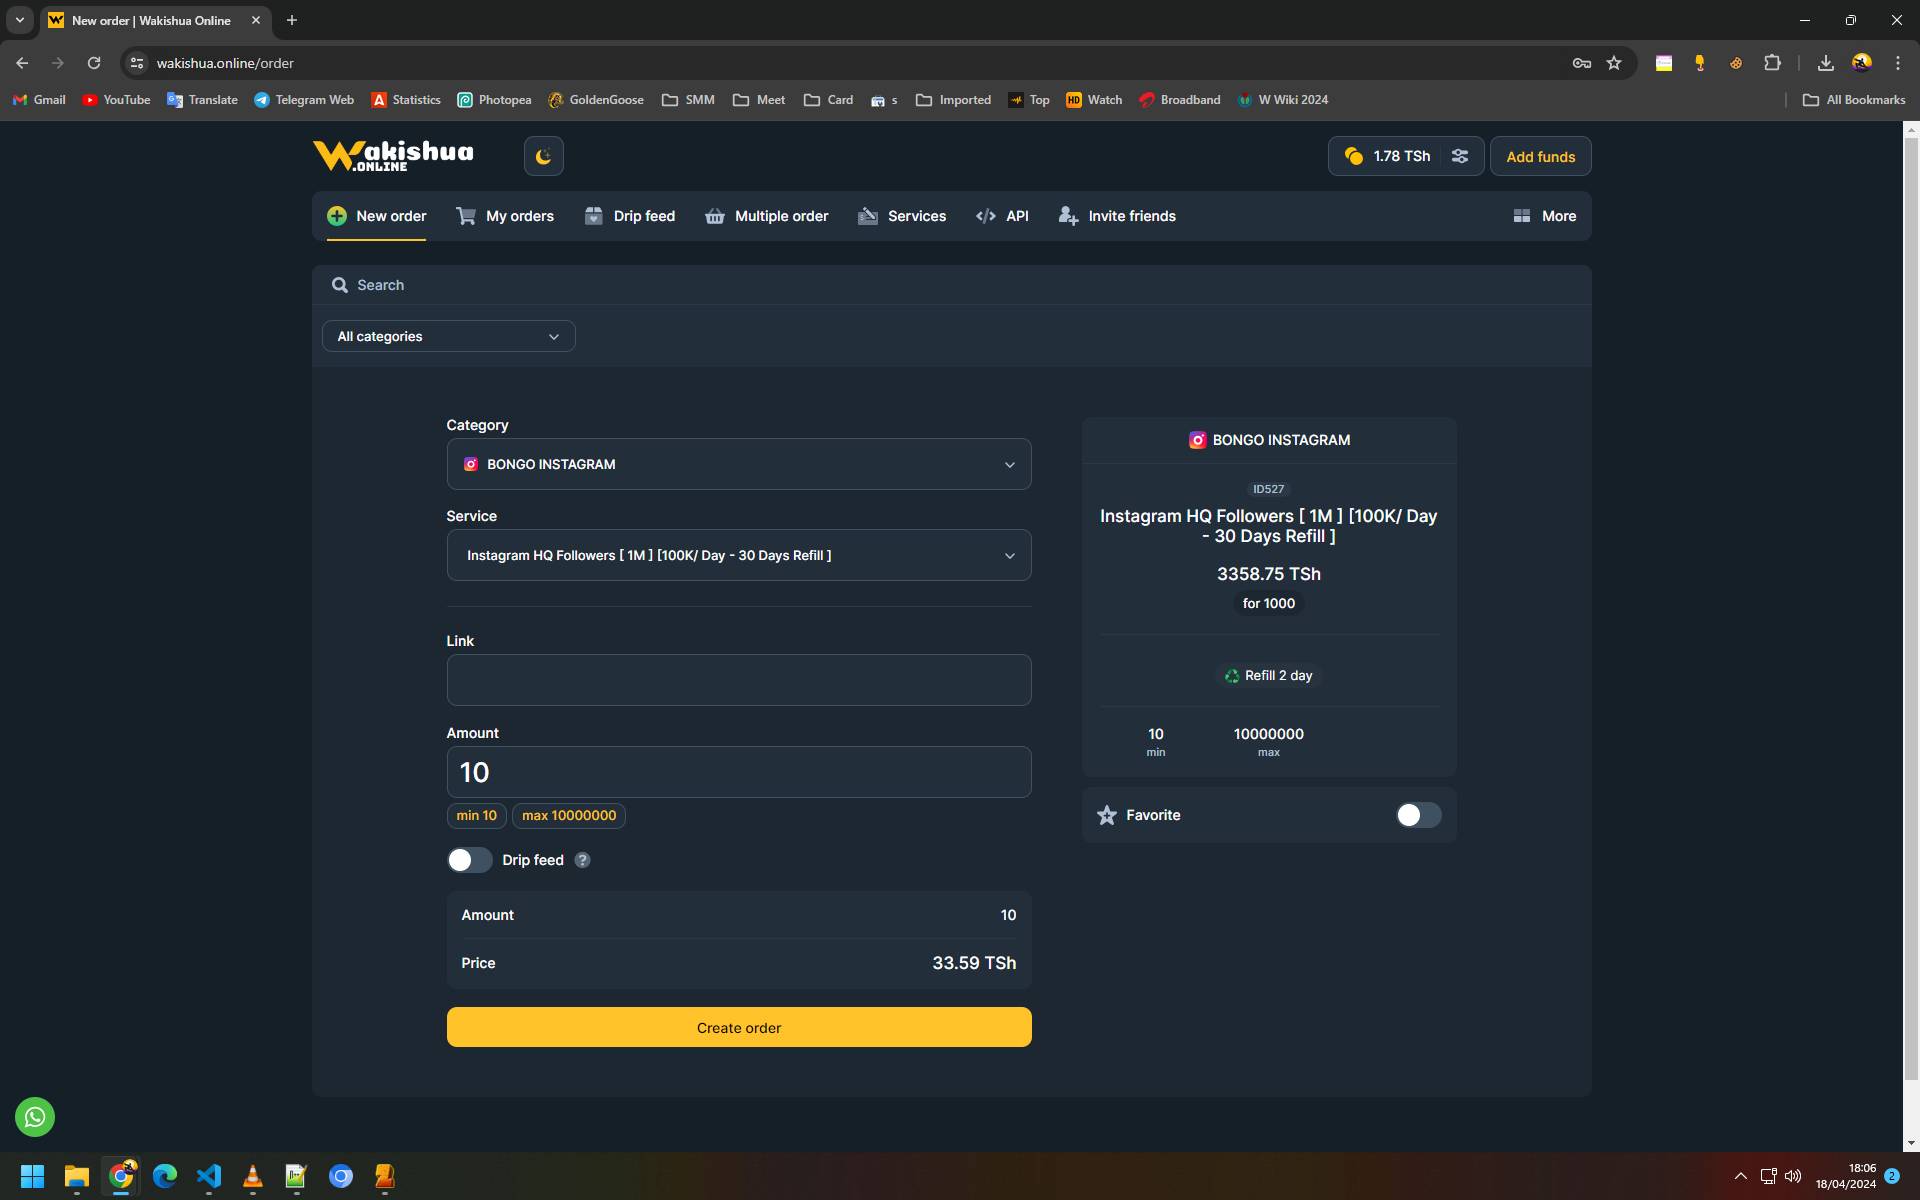 New order | Wakishua Online
wakishua.online/order
Gmail
YouTube
Translate
Telegram Web
Statistics
Photopea
GoldenGoose
SMM
Meet
Card
s
Imported
Top
Watch
Broadband
W Wiki 2024
All Bookmarks
Wakishua
.ONLINE
1.78 TSh
Add funds
New order
My orders
Drip feed
Multiple order
Services
API
Invite friends
More
Search
All categories
Category
BONGO INSTAGRAM
Service
Instagram HQ Followers [ 1M ] [100K/ Day - 30 Days Refill ]
Link
Amount
10
min 10
max 10000000
Drip feed
?
Amount
10
Price
33.59 TSh
Create order
BONGO INSTAGRAM
ID527
Instagram HQ Followers [ 1M ] [100K/ Day
- 30 Days Refill ]
3358.75 TSh
for 1000
Refill 2 day
10
min
10000000
max
Favorite
18:06
18/04/2024
2